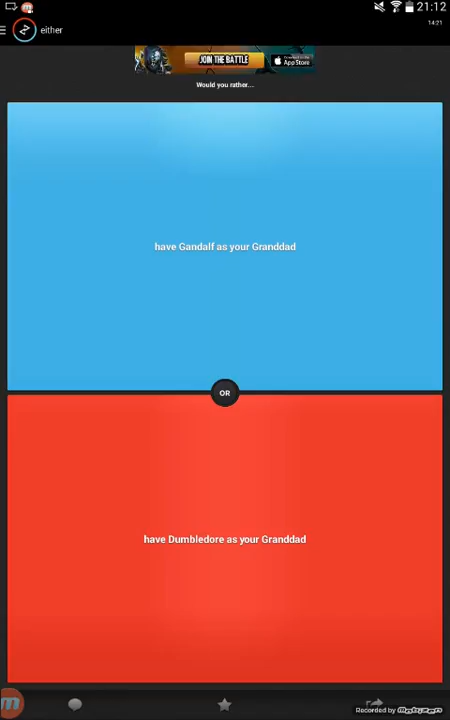 21:12
either
14:21
JOIN THE BATTLE
App Store
Would you rather...
have Gandalf as your Granddad
OR
have Dumbledore as your Granddad
Recorded by Mobizen